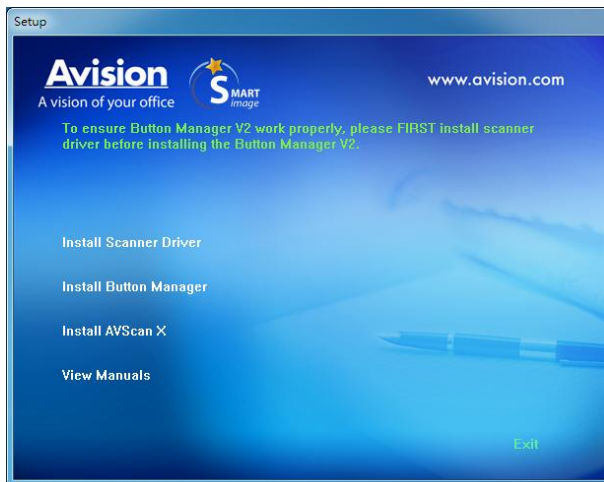 Setup
Avision
A vision of your office
SMART
image
www.avision.com
To ensure Button Manager V2 work properly, please FIRST install scanner
driver before installing the Button Manager V2.
Install Scanner Driver
Install Button Manager
Install AVScan X
View Manuals
Exit